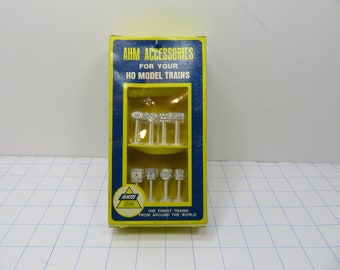 AHM ACCESSORIES
FOR YOUR
HO MODEL TRAINS
AHM
THE FINEST TRAINS
FROM AROUND THE WORLD